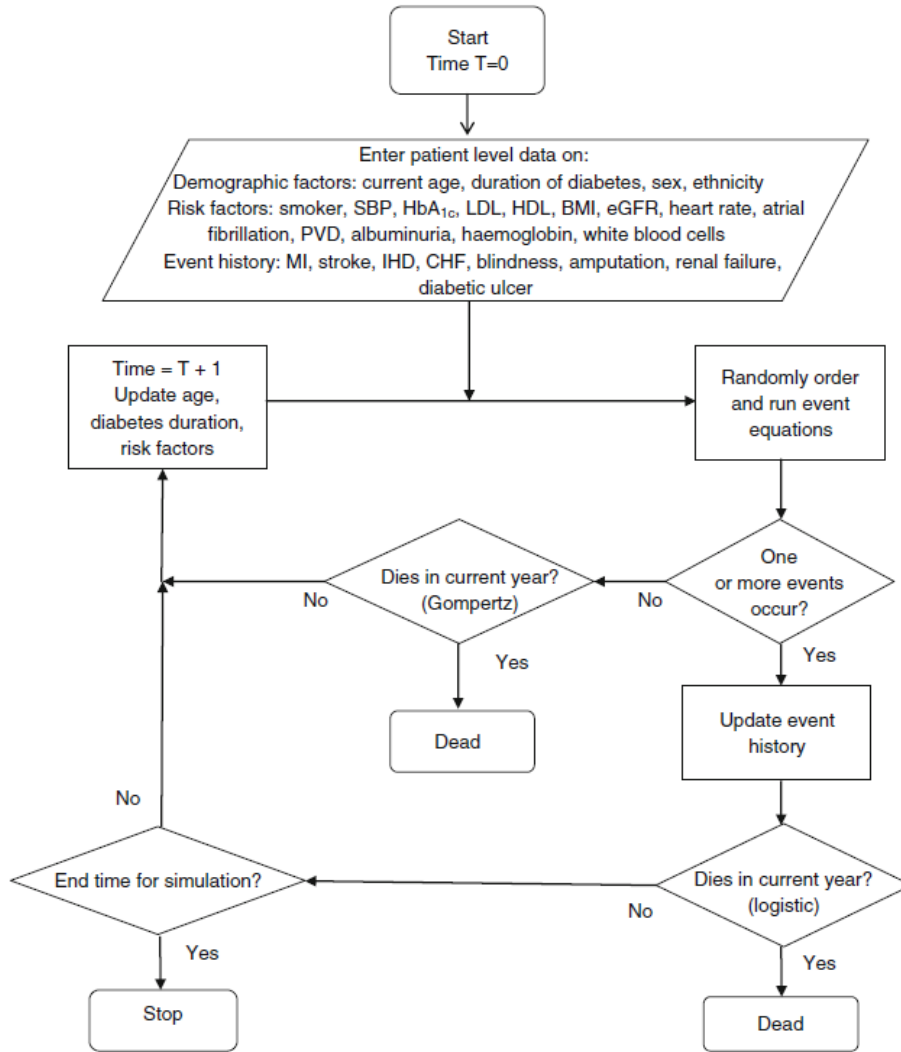 Start
Time T=0
Enter patient level data on:
Demographic factors: current age, duration of diabetes, sex, ethnicity
Risk factors: smoker, SBP, HbA1c, LDL, HDL, BMI, eGFR, heart rate, atrial
fibrillation, PVD, albuminuria, haemoglobin, white blood cells
Event history: MI, stroke, IHD, CHF, blindness, amputation, renal failure,
diabetic ulcer
Time = T + 1
Update age,
diabetes duration,
risk factors
Randomly order
and run event
equations
One
or more events
occur?
No
Yes
Dies in current year?
(Gompertz)
No
Yes
Dead
Update event
history
Dies in current year?
(logistic)
No
Yes
Dead
End time for simulation?
No
Yes
Stop